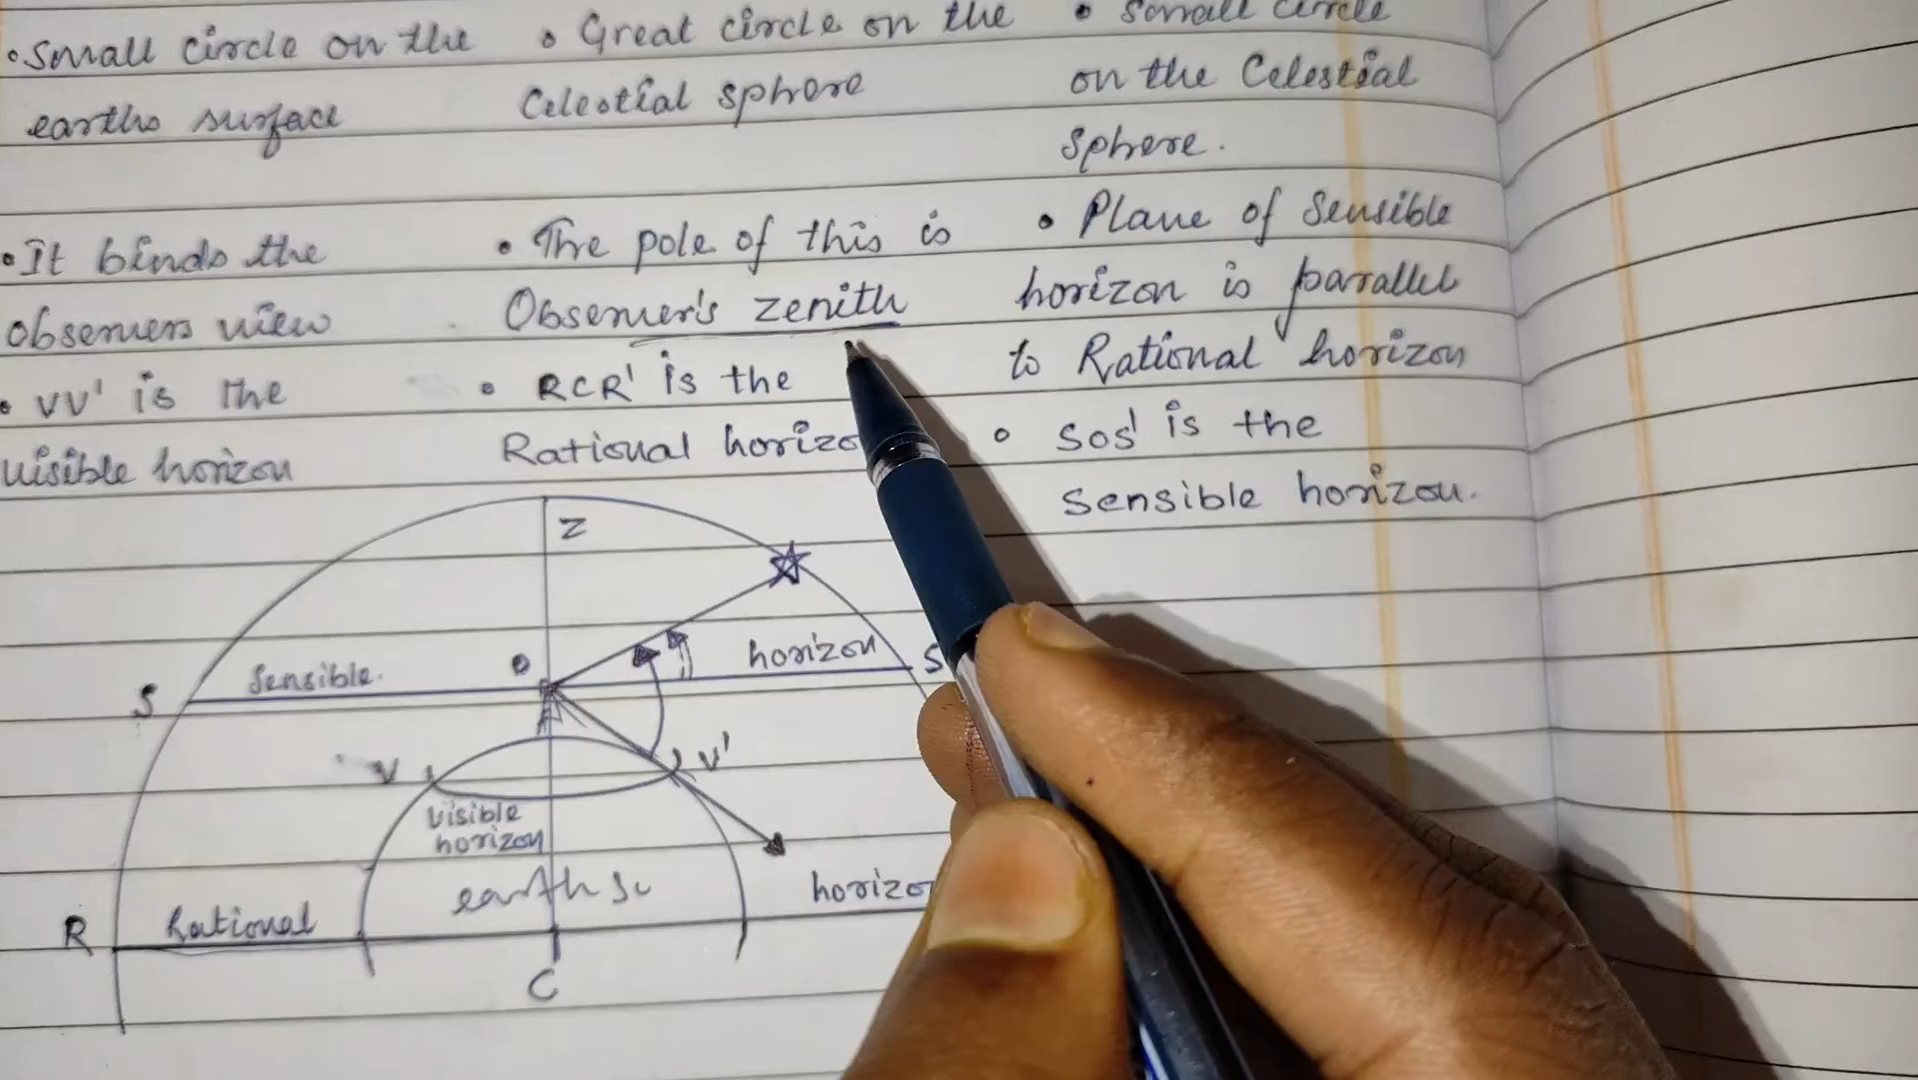 • Small circle on the
earths surface
• It binds the
observers view
• VV' is the
visible horizon
• Great circle on the
Celestial sphere
• The pole of this is
Observer's zenith
• RCR' is the
Rational horizo
• Small circle
on the Celestial
sphere.
• Plane of Sensible
horizon is parallel
to Rational horizon
• SOS' is the
Sensible horizon.
Z
O
Sensible.
horizon
S
S
V
V'
visible
horizon
earth su
horizon
R
Rational
C